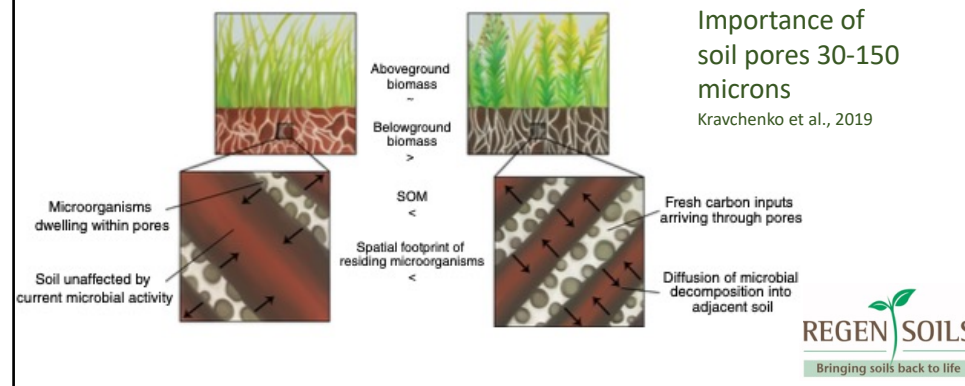 Importance of
soil pores 30-150
microns
Kravchenko et al., 2019
Aboveground
biomass
~
Belowground
biomass
>
SOM
<
Spatial footprint of
residing microorganisms
<
Microorganisms
dwelling within pores
Soil unaffected by
current microbial activity
Fresh carbon inputs
arriving through pores
Diffusion of microbial
decomposition into
adjacent soil
REGEN SOILS
Bringing soils back to life